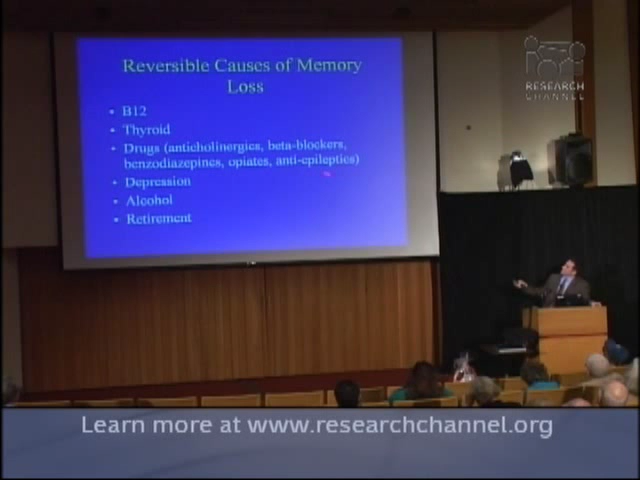 Reversible Causes of Memory
Loss
• B12
• Thyroid
• Drugs (anticholinergics, beta-blockers,
benzodiazepines, opiates, anti-epileptics)
• Depression
• Alcohol
• Retirement
RESEARCH
CHANNEL
Learn more at www.researchchannel.org